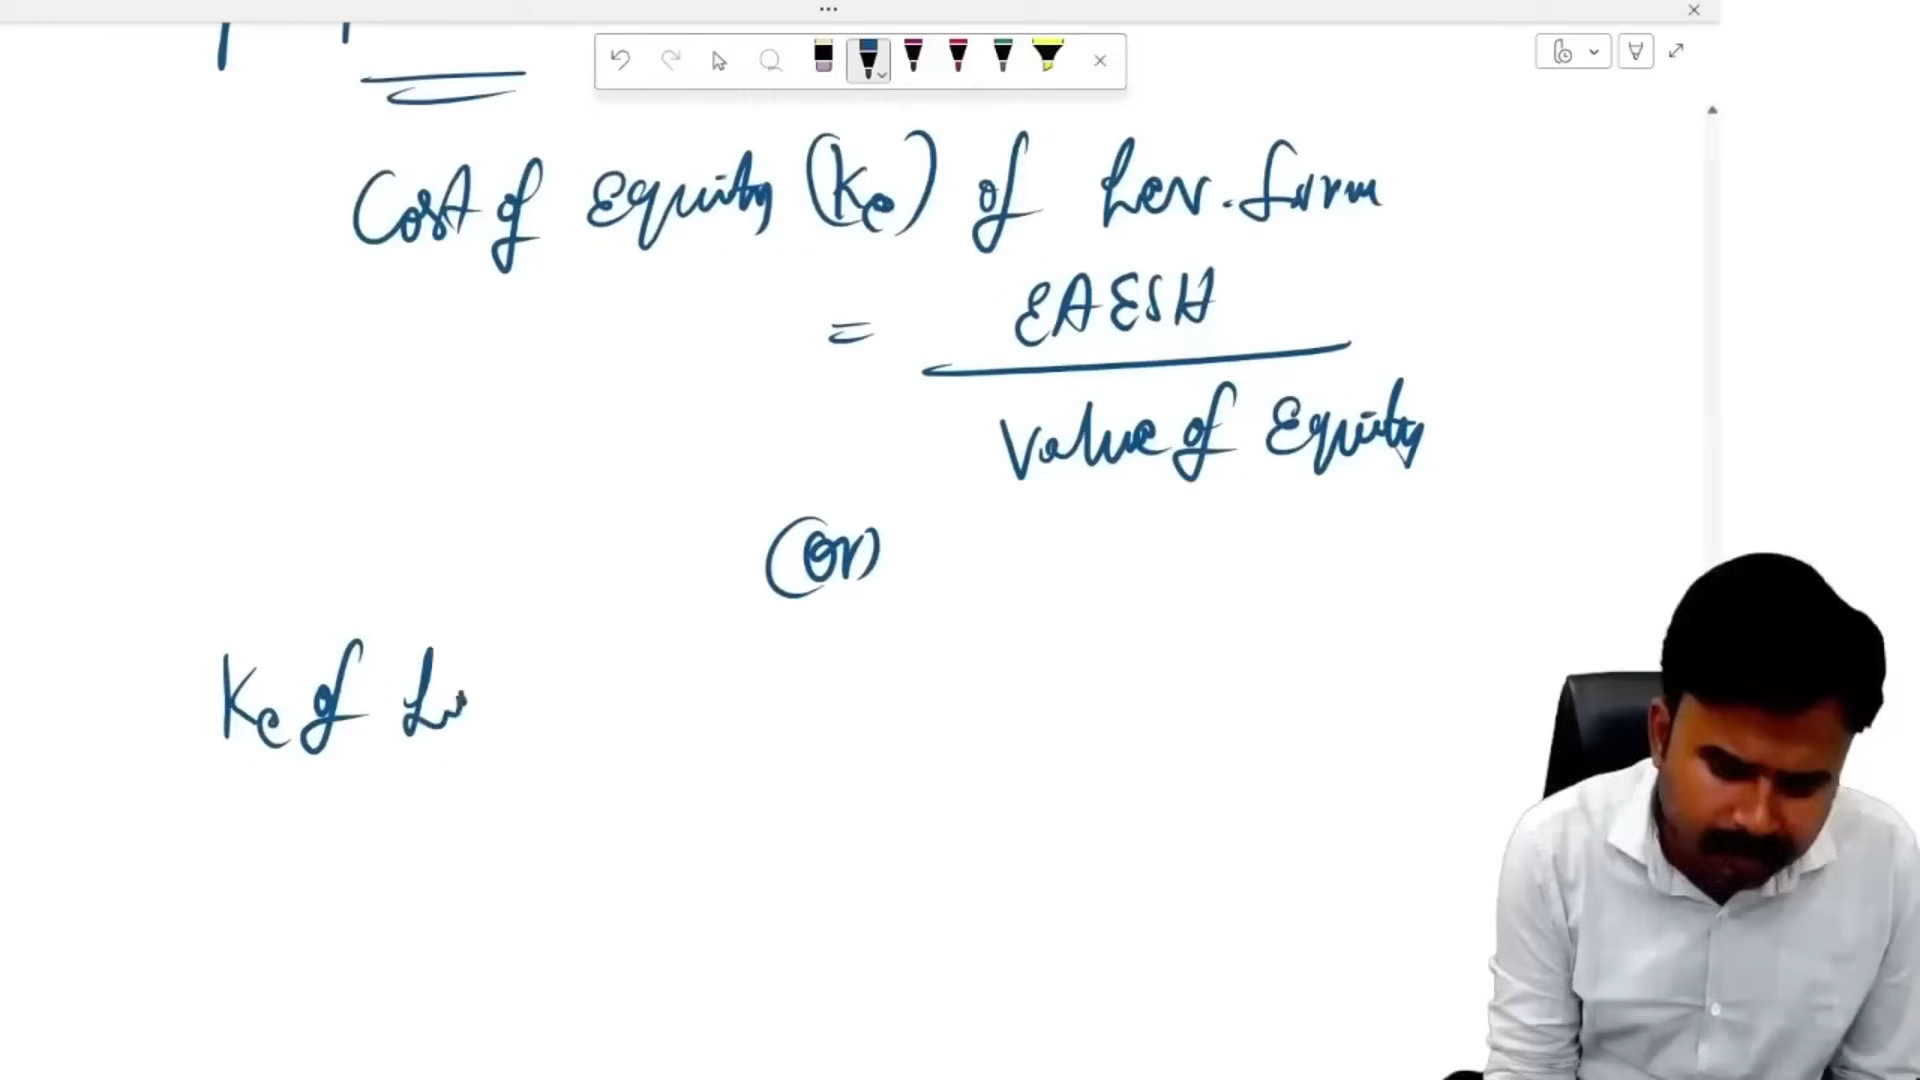 Cost of Equity (Ke) of Lev. firm
= EAESH
Value of Equity
(or)
Ke of